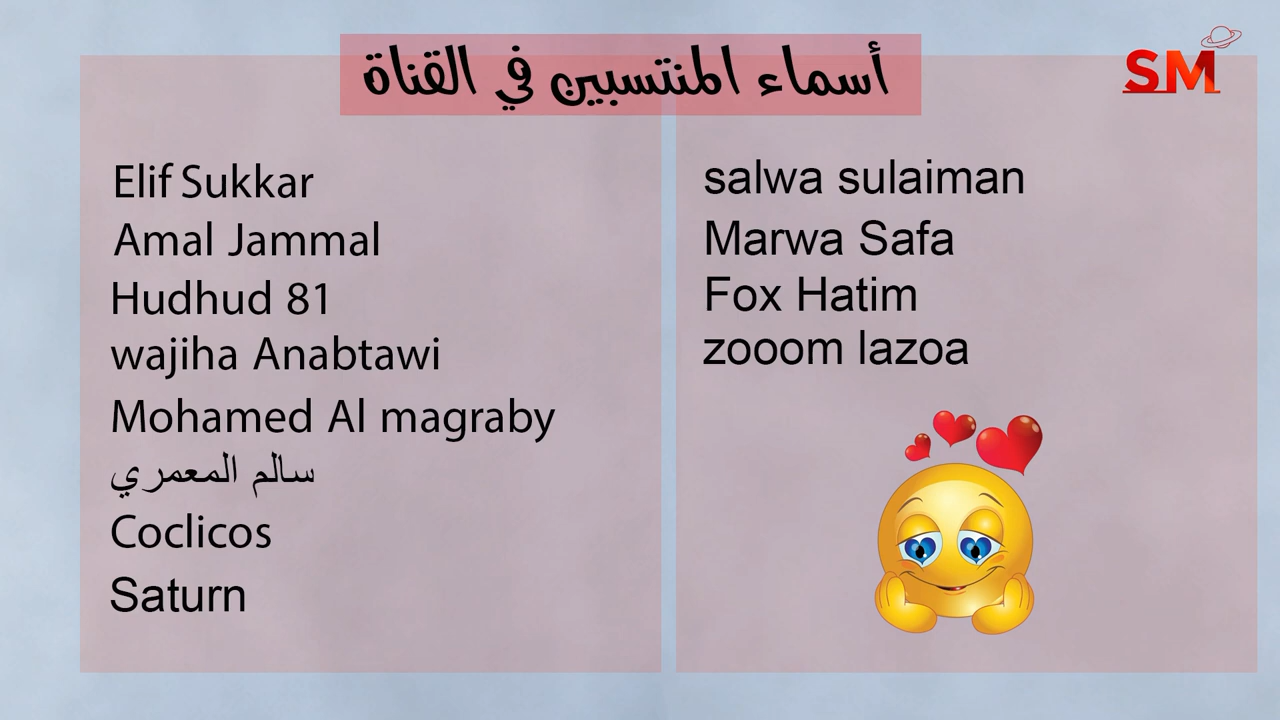 أسماء المنتسبين في القناة
SM
Elif Sukkar
Amal Jammal
Hudhud 81
wajiha Anabtawi
Mohamed Al magraby
سالم المعمري
Coclicos
Saturn
salwa sulaiman
Marwa Safa
Fox Hatim
zooom lazoa